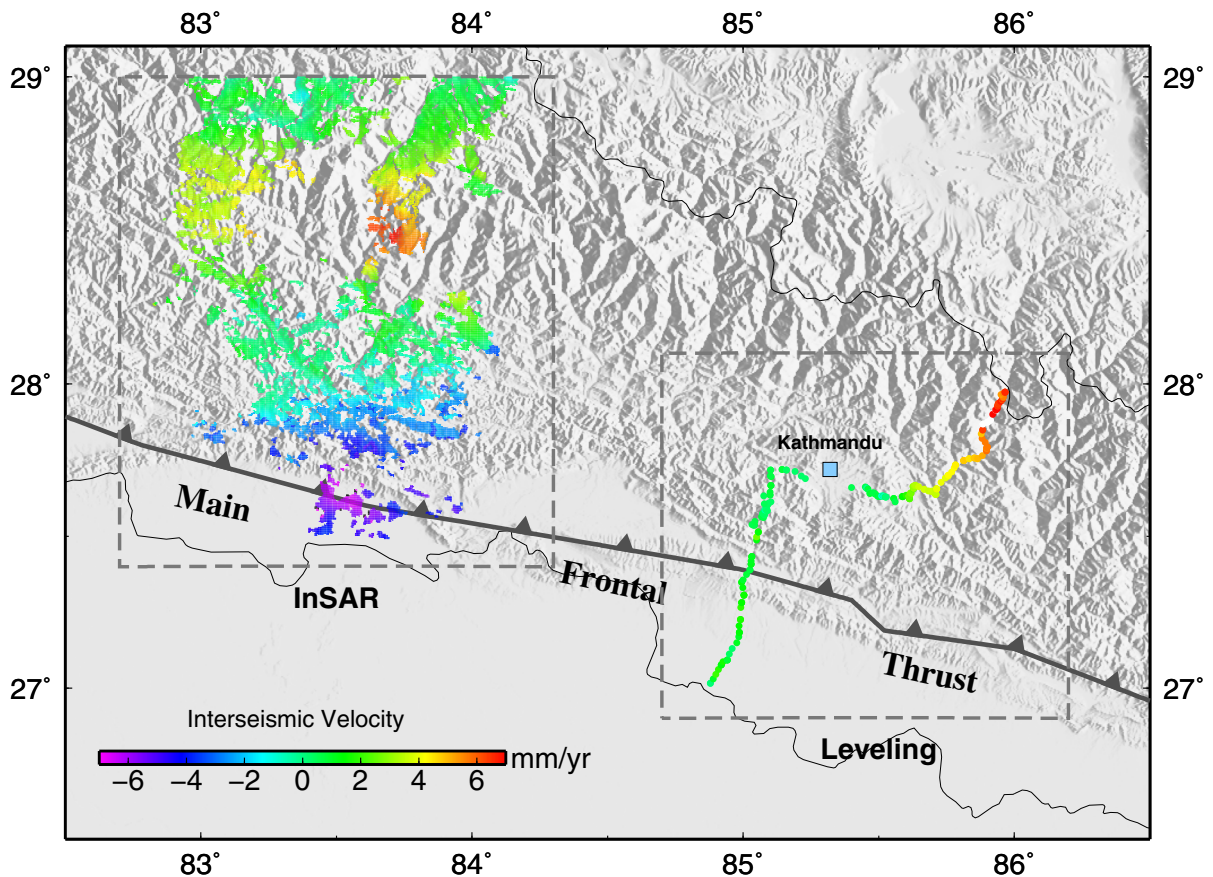 83˚ 84˚ 85˚ 86˚
29˚ 29˚
28˚ 28˚
Kathmandu
Main
Frontal
InSAR
Thrust
27˚ 27˚
Interseismic Velocity
Leveling
mm/yr
−6 −4 −2 0 2 4 6
83˚ 84˚ 85˚ 86˚